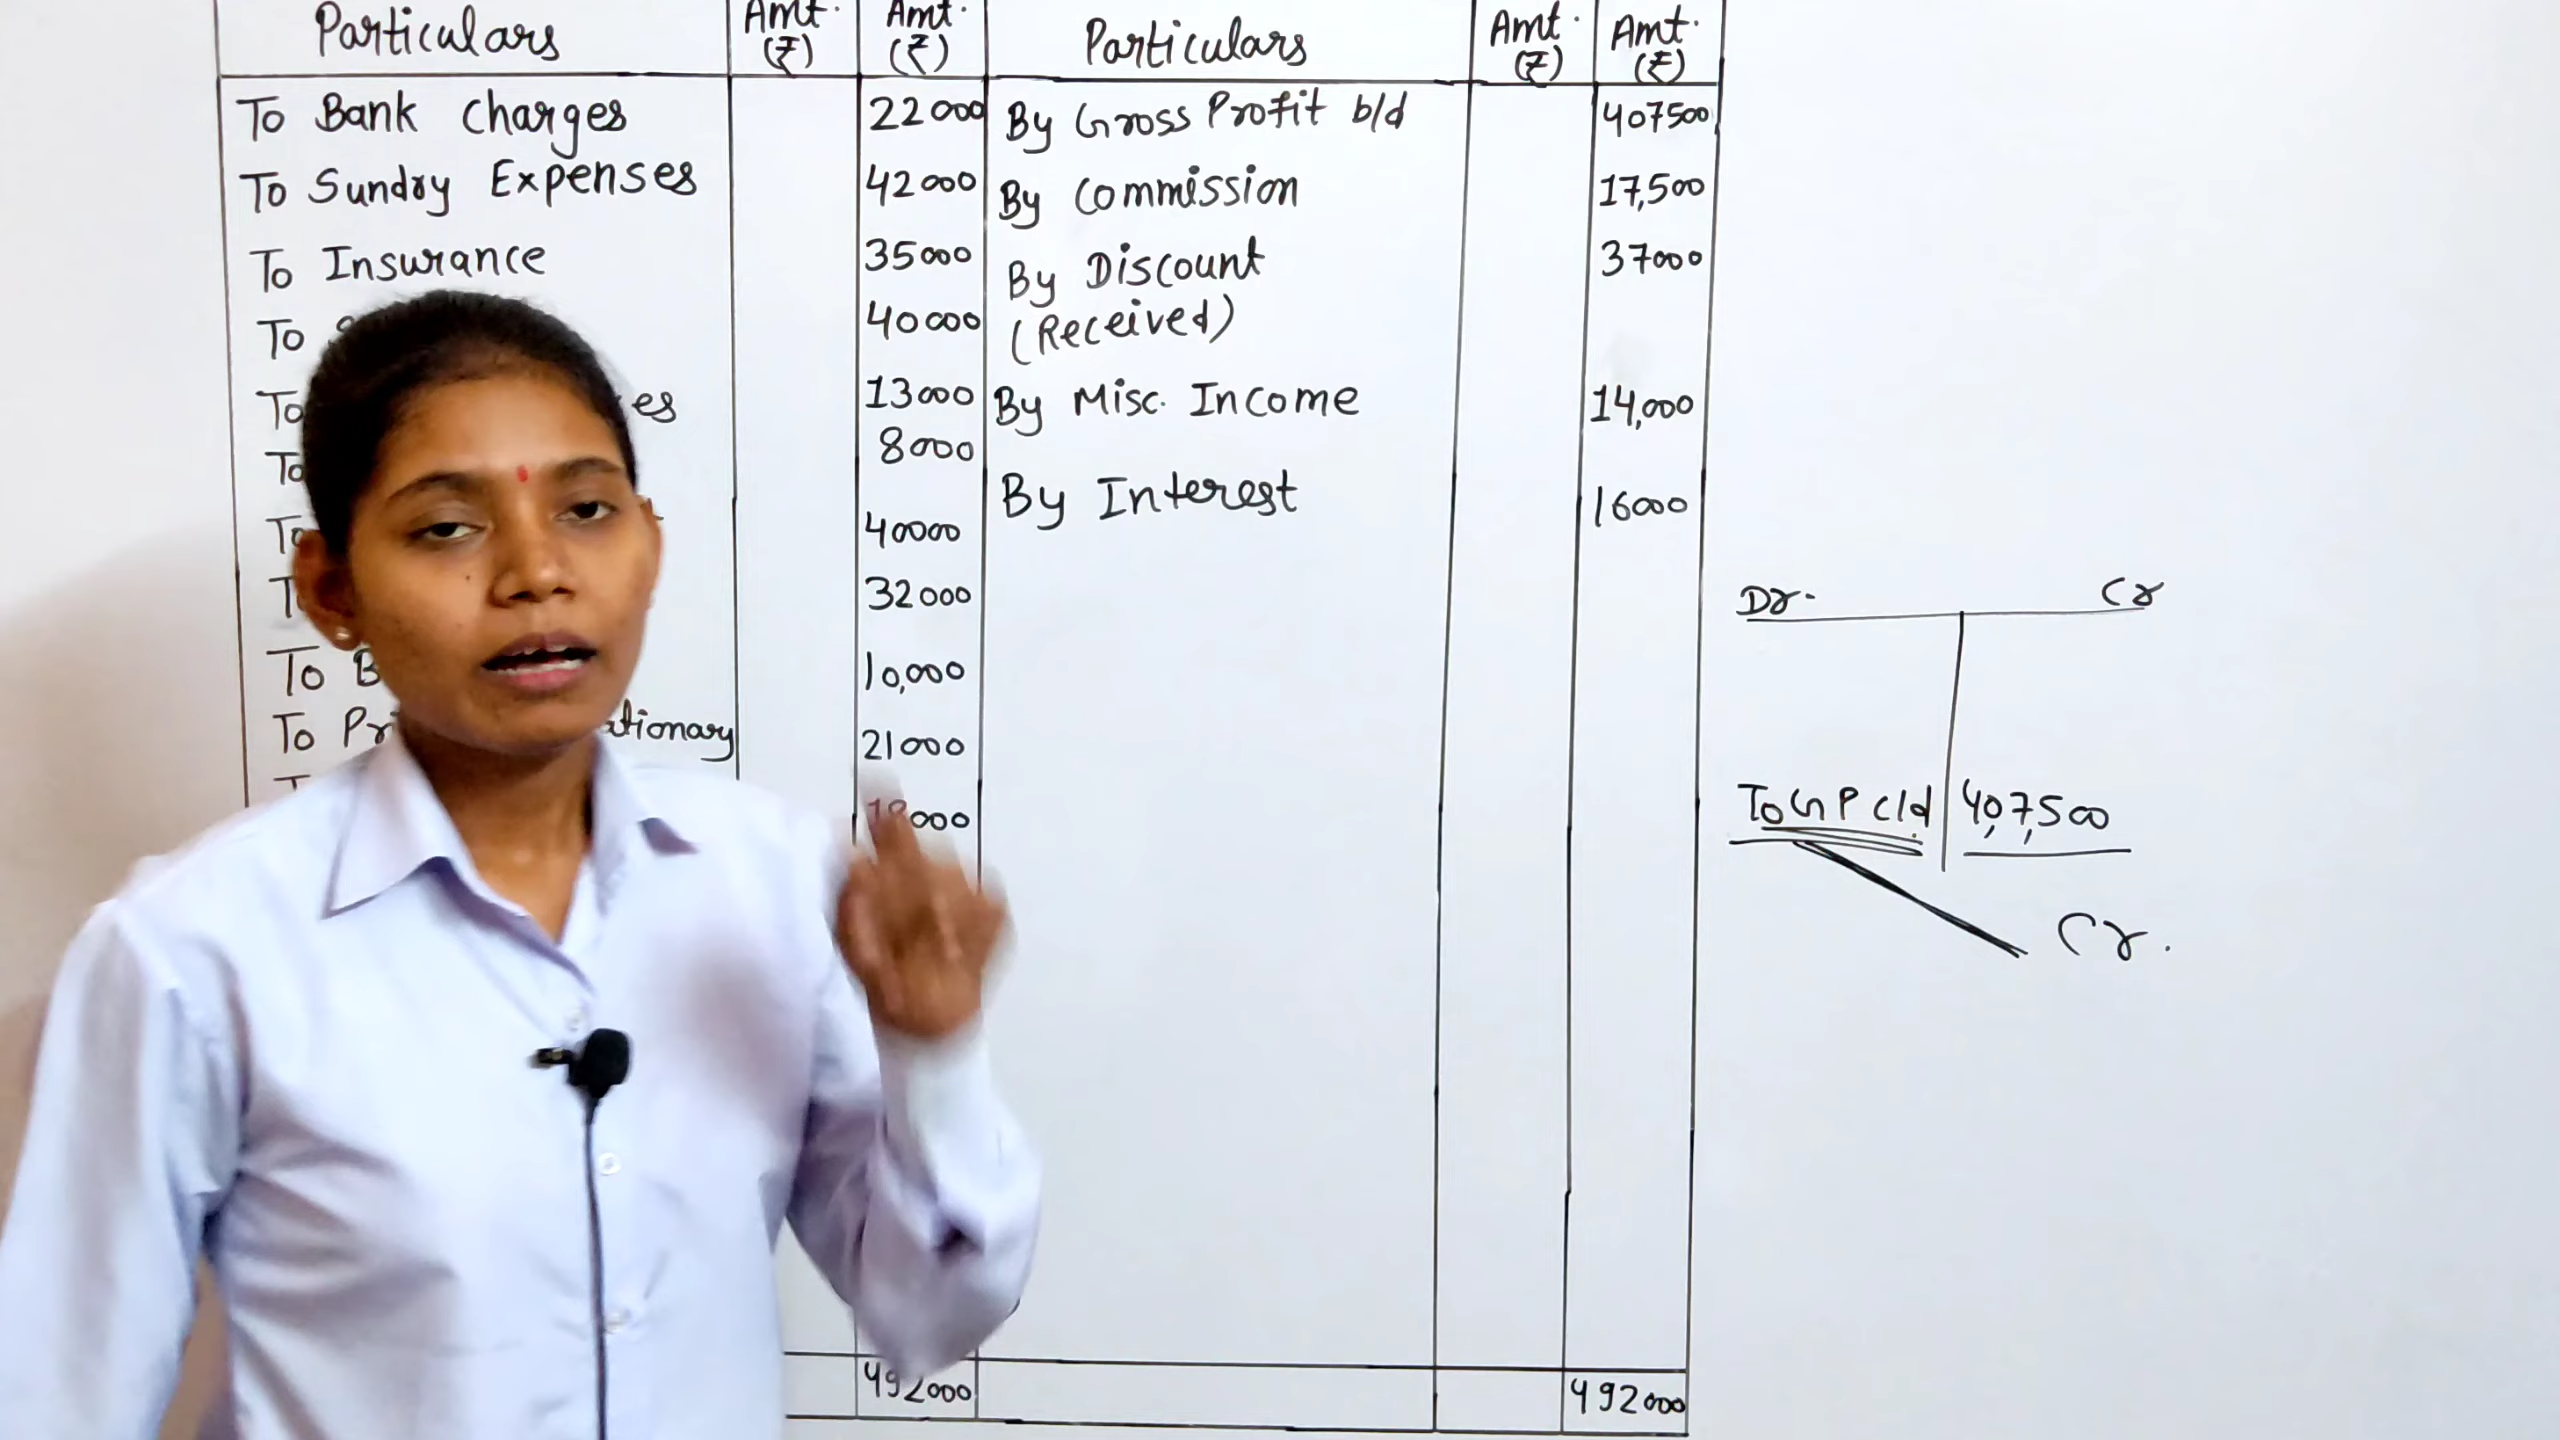 Particulars Amt. (₹) Amt. (₹) Particulars Amt. (₹) Amt. (₹)
To Bank Charges 22000 By Gross Profit b/d 407500
To Sundry Expenses 42000 By Commission 17,500
To Insurance 35000 By Discount 37000
To 40000 (Received)
To es 13000 By Misc. Income 14,000
To 8000
By Interest 16000
To 40000
32000
To B 10,000
To Pr ationary 21000
000
492000 492000
Dr. Cr
To GP c/d 40,7,500
Cr.